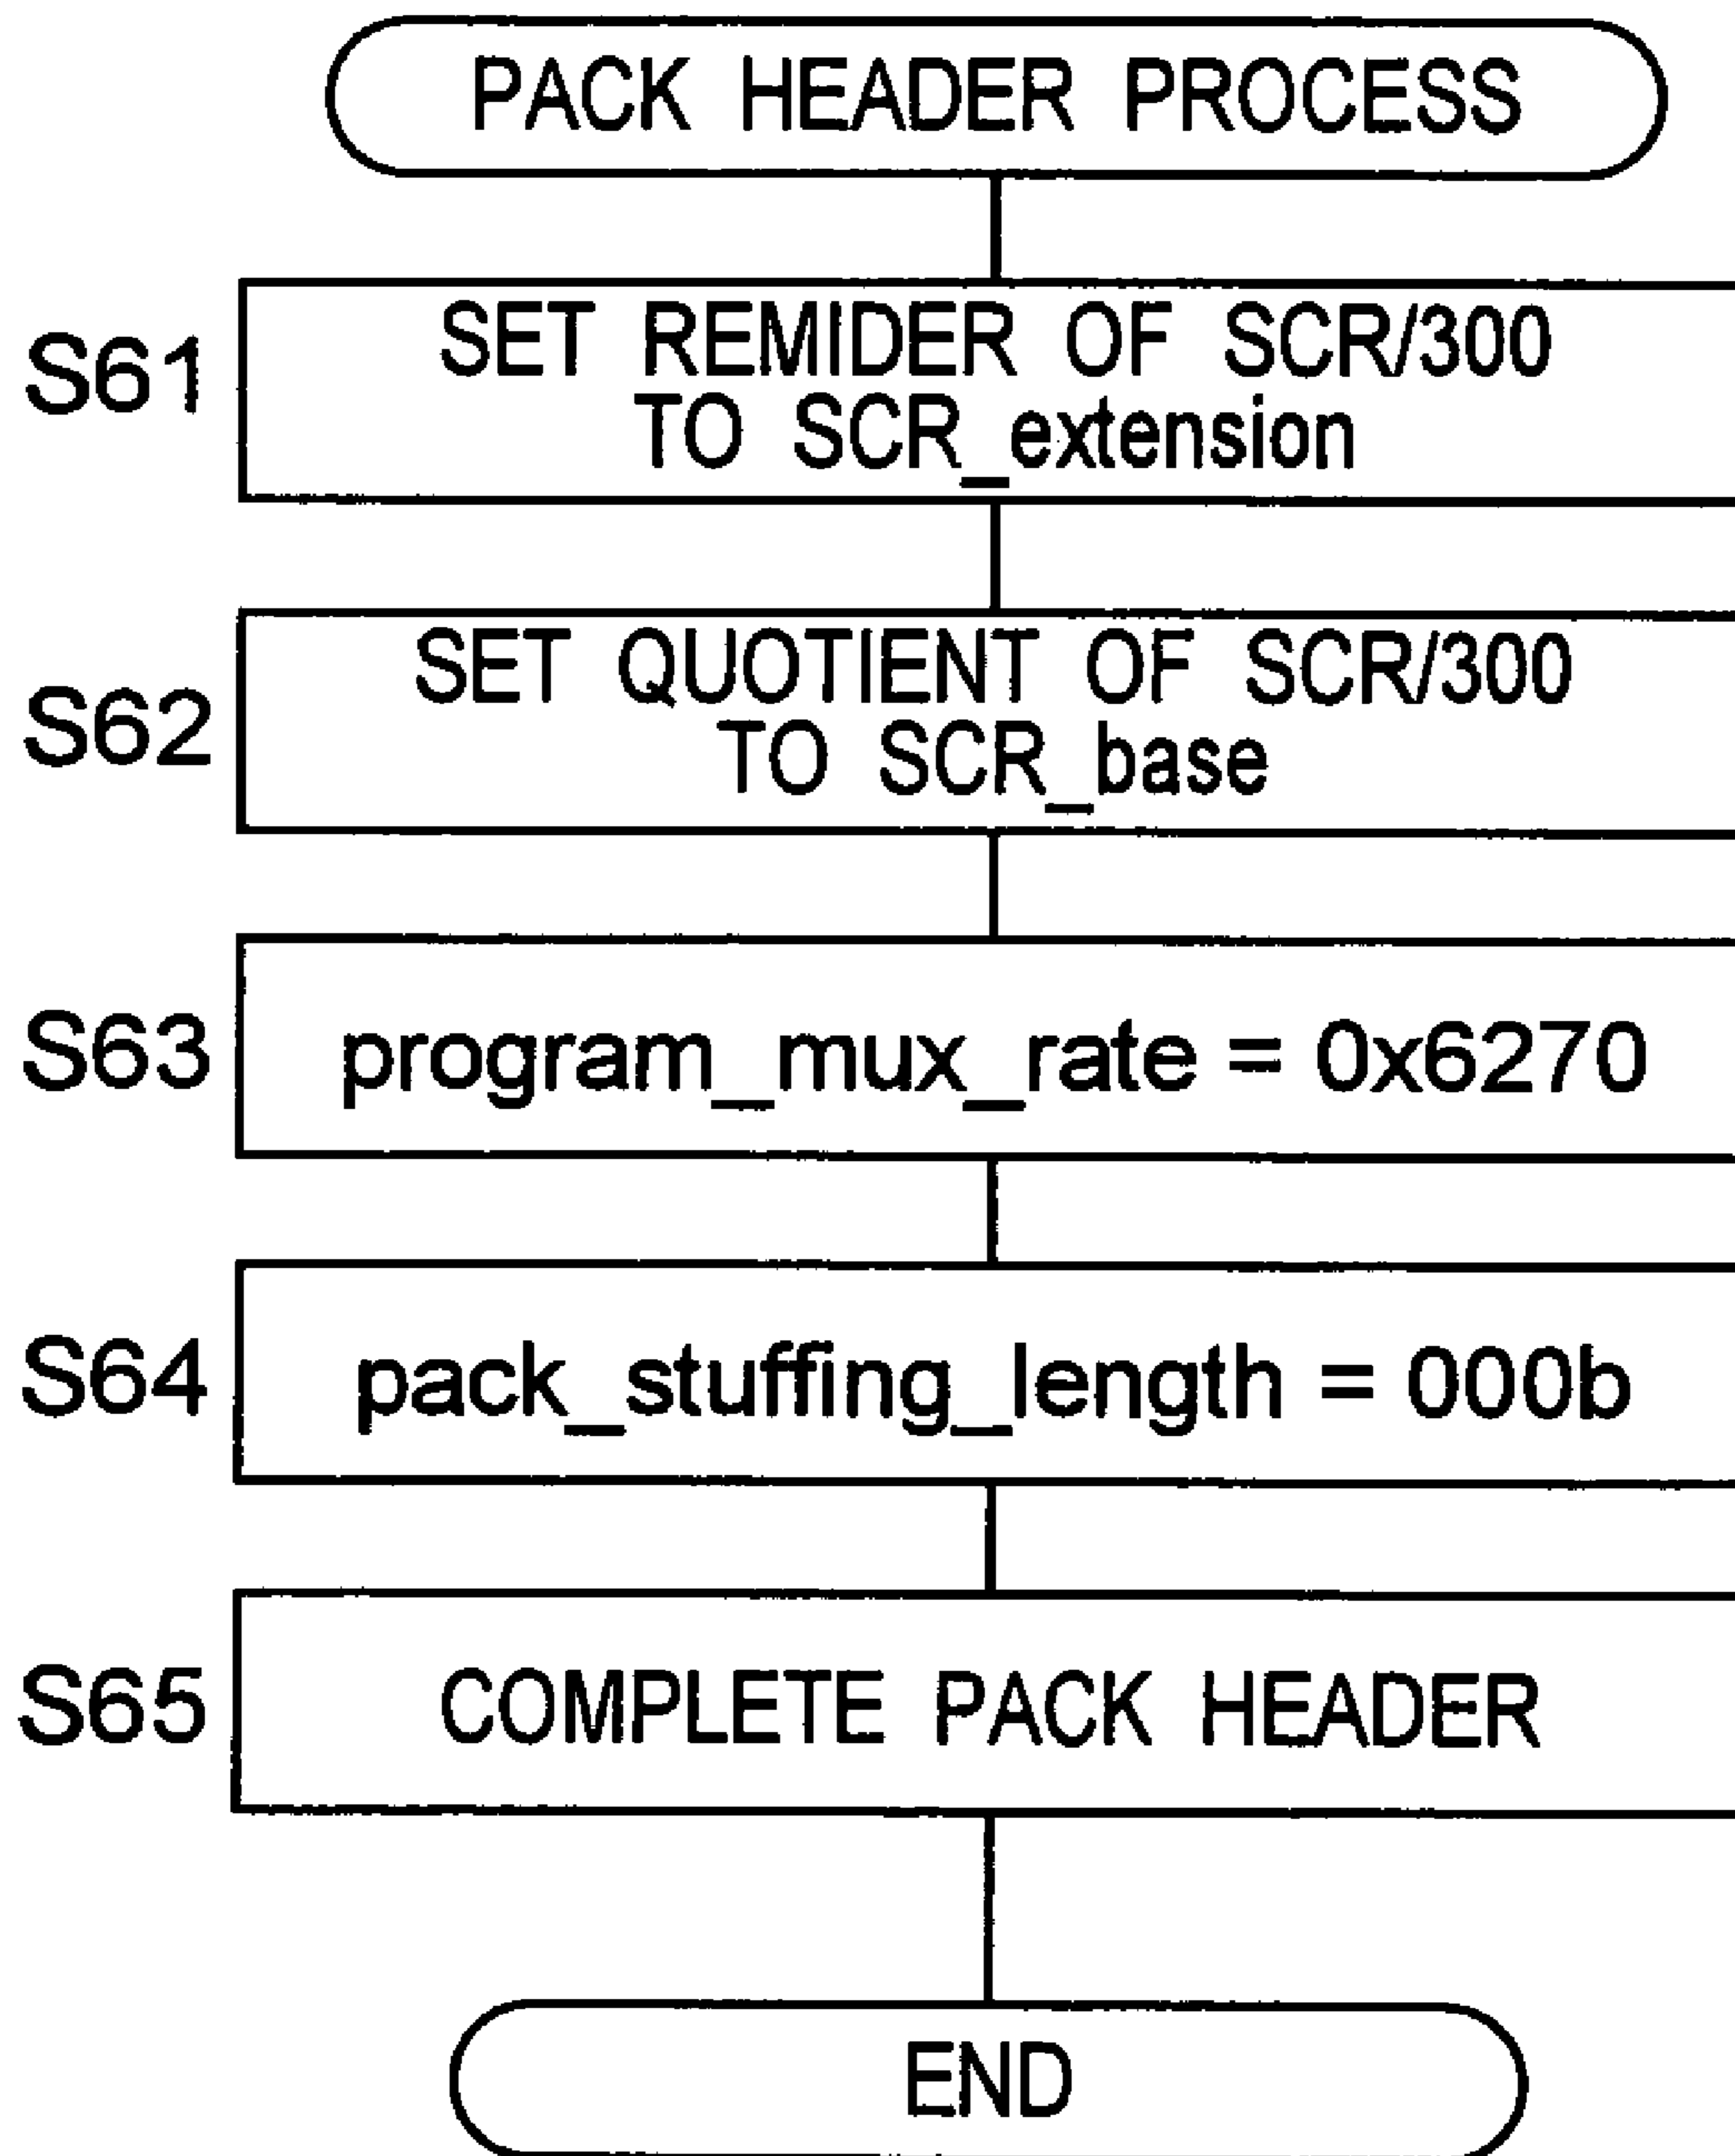 PACK HEADER PROCESS
S61
SET REMIDER OF SCR/300
TO SCR_extension
S62
SET QUOTIENT OF SCR/300
TO SCR_base
S63
program_mux_rate = 0x6270
S64
pack_stuffing_length = 000b
S65
COMPLETE PACK HEADER
END